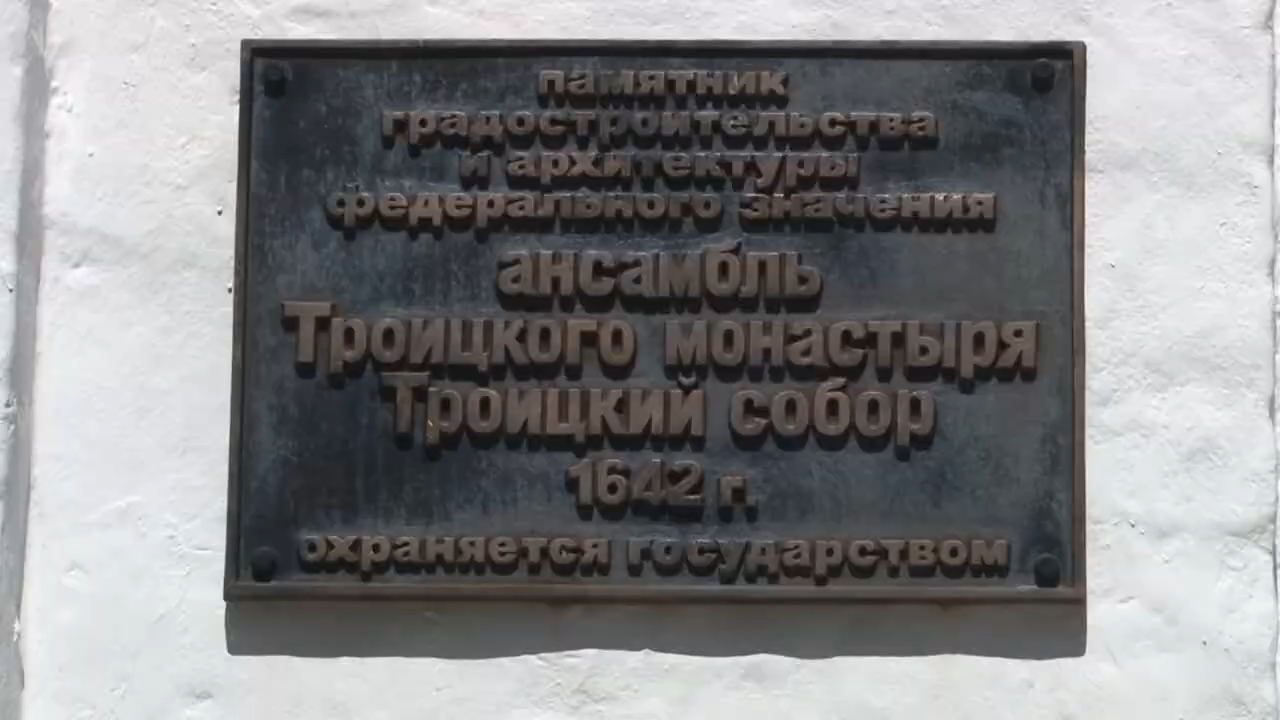 памятник
градостроительства
и архитектуры
федерального значения
ансамбль
Троицкого монастыря
Троицкий собор
1642 г.
охраняется государством